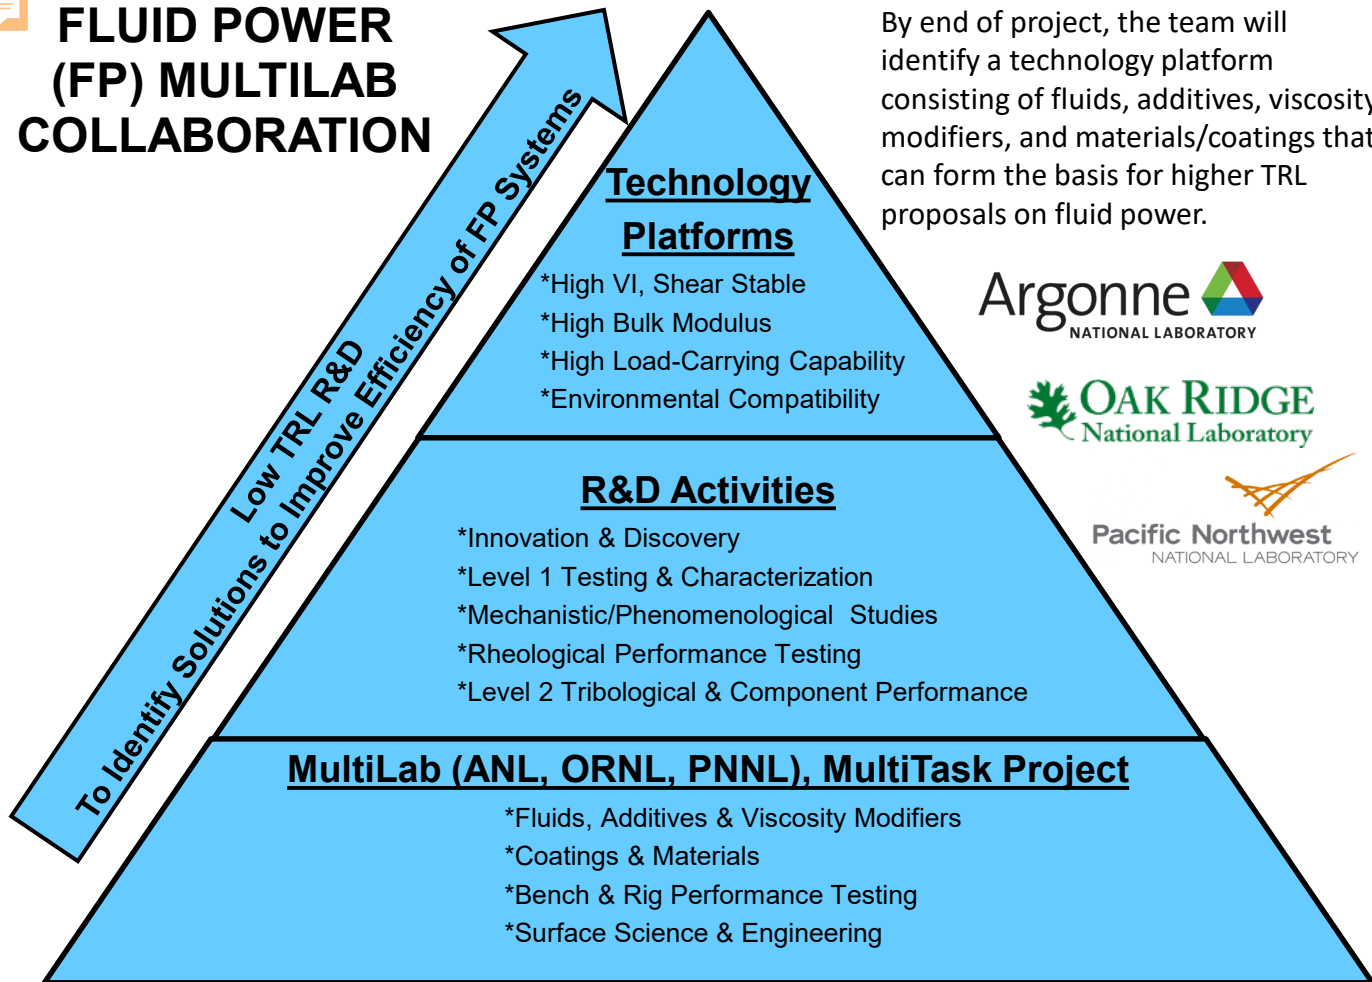 FLUID POWER
(FP) MULTILAB
COLLABORATION
By end of project, the team will
identify a technology platform
consisting of fluids, additives, viscosity
modifiers, and materials/coatings that
can form the basis for higher TRL
proposals on fluid power.
Low TRL R&D
To Identify Solutions to Improve Efficiency of FP Systems
Technology
Platforms
*High VI, Shear Stable
*High Bulk Modulus
*High Load-Carrying Capability
*Environmental Compatibility
Argonne
NATIONAL LABORATORY
OAK RIDGE
National Laboratory
Pacific Northwest
NATIONAL LABORATORY
R&D Activities
*Innovation & Discovery
*Level 1 Testing & Characterization
*Mechanistic/Phenomenological Studies
*Rheological Performance Testing
*Level 2 Tribological & Component Performance
MultiLab (ANL, ORNL, PNNL), MultiTask Project
*Fluids, Additives & Viscosity Modifiers
*Coatings & Materials
*Bench & Rig Performance Testing
*Surface Science & Engineering